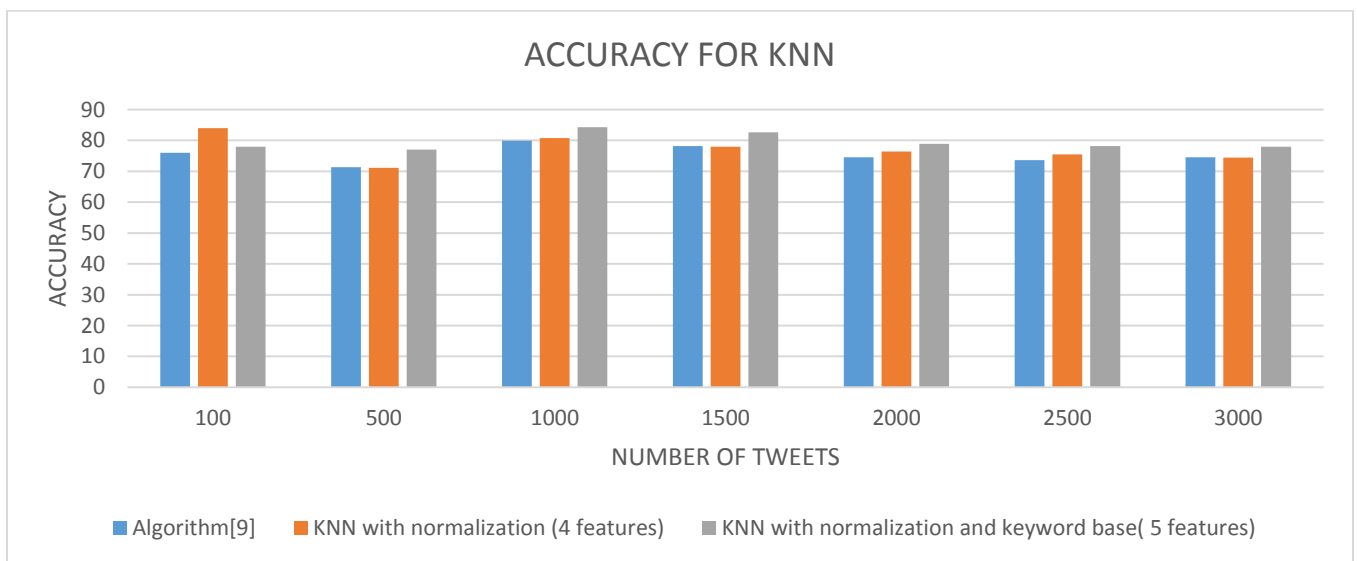 ACCURACY FOR KNN
90
80
70
60
50
40
30
20
10
0
ACCURACY
100 500 1000 1500 2000 2500 3000
NUMBER OF TWEETS
Algorithm[9] KNN with normalization (4 features) KNN with normalization and keyword base( 5 features)